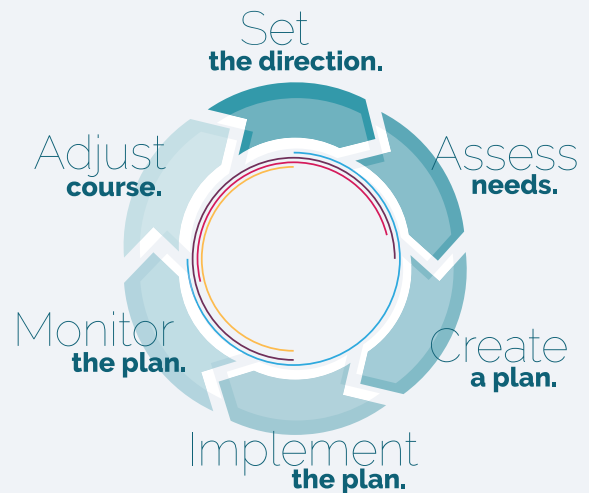 Set
the direction.
Assess
needs.
Create
a plan.
Implement
the plan.
Monitor
the plan.
Adjust
course.